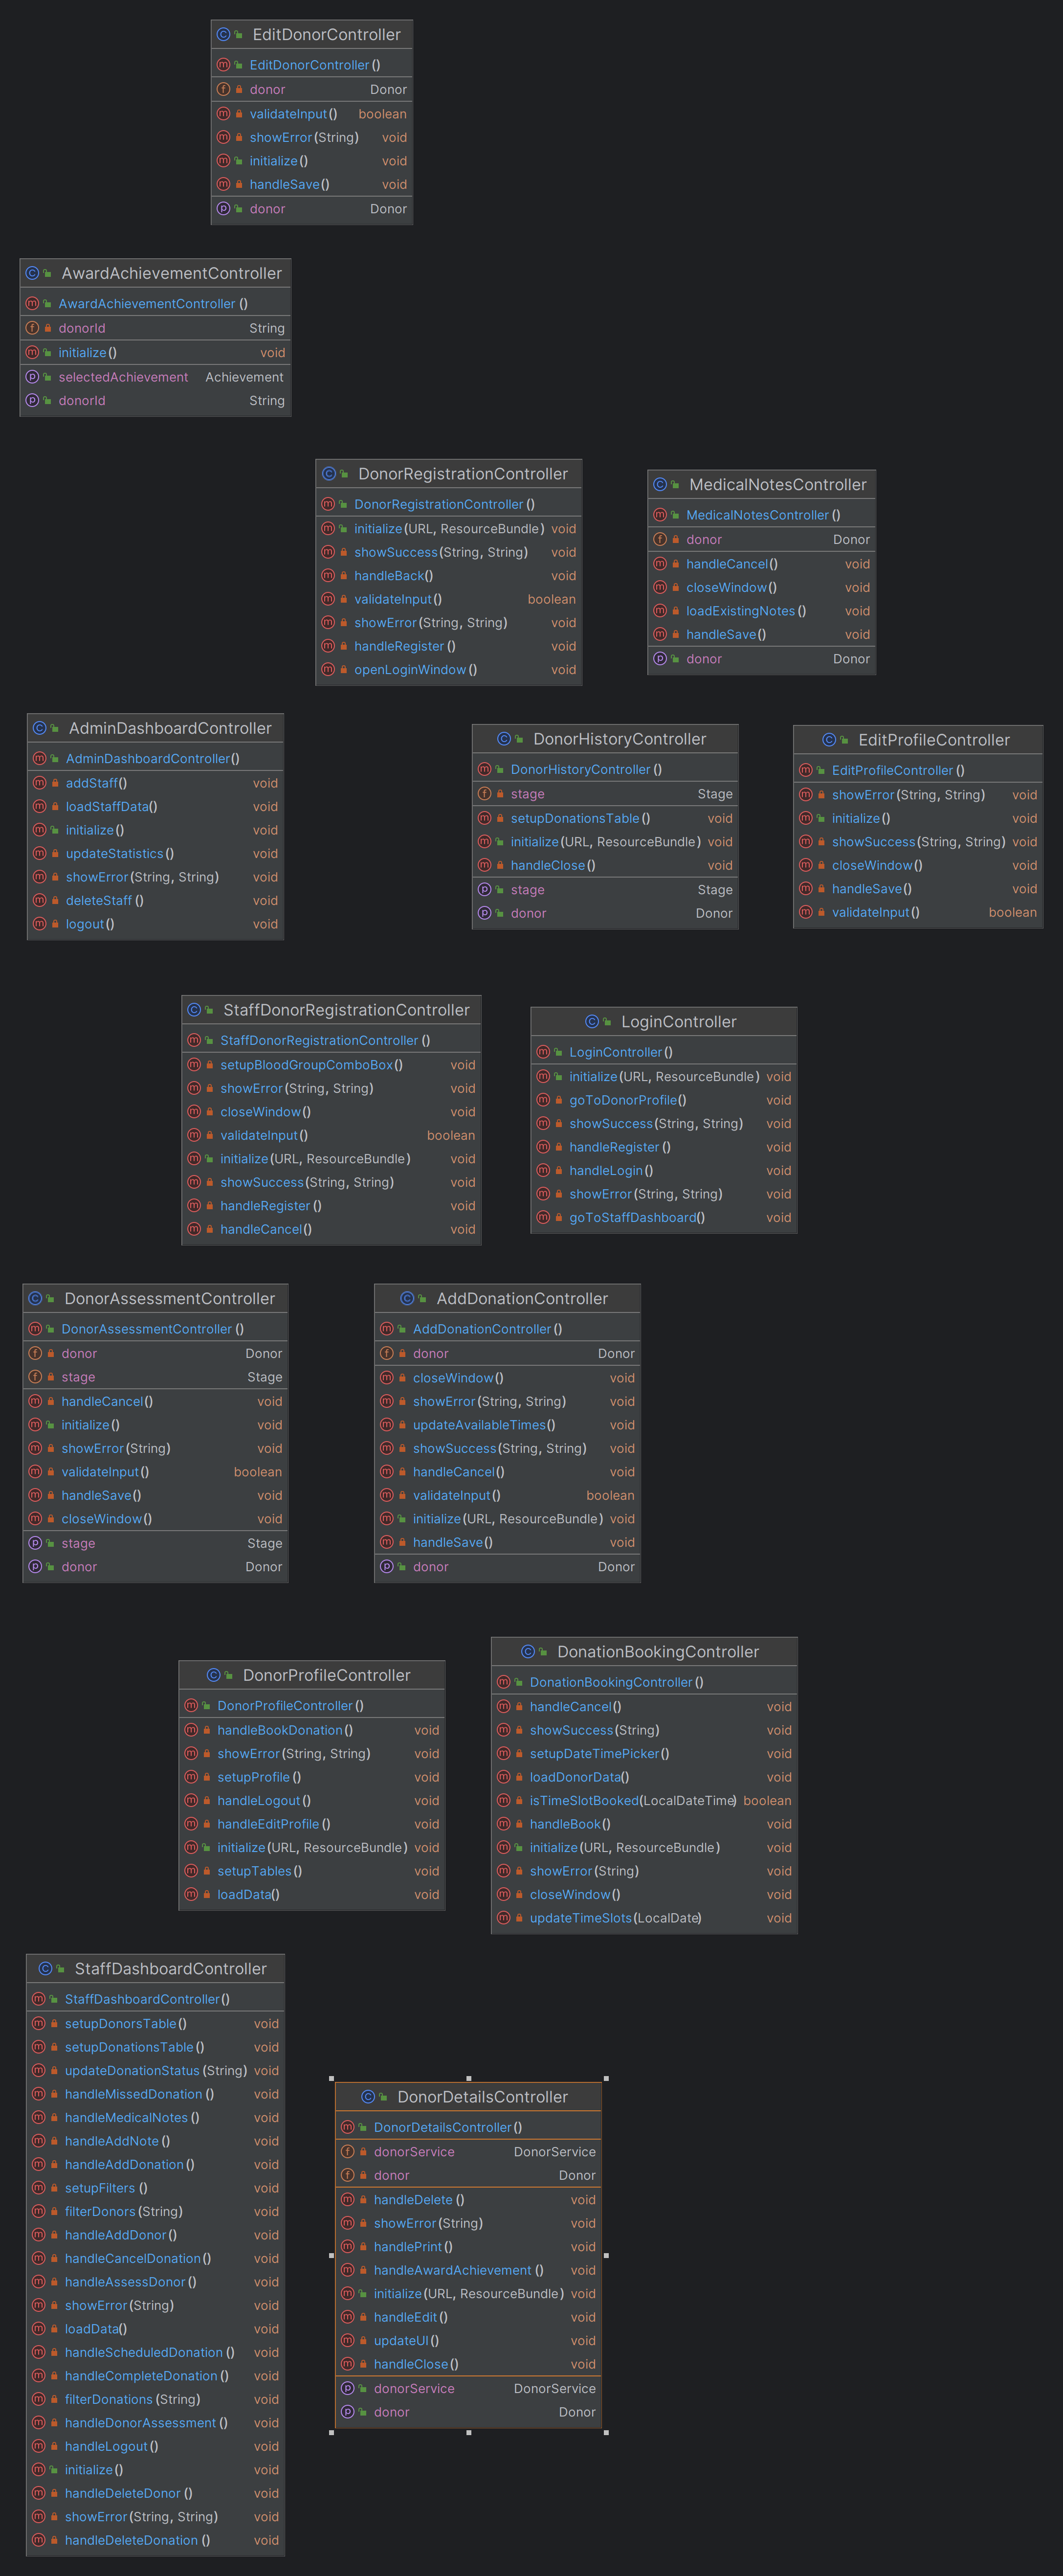 EditDonorController
EditDonorController()
donor Donor
validateInput() boolean
showError(String) void
initialize() void
handleSave() void
donor Donor
AwardAchievementController
AwardAchievementController()
donorId String
initialize() void
selectedAchievement Achievement
donorId String
DonorRegistrationController
DonorRegistrationController()
initialize(URL, ResourceBundle) void
showSuccess(String, String) void
handleBack() void
validateInput() boolean
showError(String, String) void
handleRegister() void
openLoginWindow() void
MedicalNotesController
MedicalNotesController()
donor Donor
handleCancel() void
closeWindow() void
loadExistingNotes() void
handleSave() void
donor Donor
AdminDashboardController
AdminDashboardController()
addStaff() void
loadStaffData() void
initialize() void
updateStatistics() void
showError(String, String) void
deleteStaff() void
logout() void
DonorHistoryController
DonorHistoryController()
stage Stage
setupDonationsTable() void
initialize(URL, ResourceBundle) void
handleClose() void
stage Stage
donor Donor
EditProfileController
EditProfileController()
showError(String, String) void
initialize() void
showSuccess(String, String) void
closeWindow() void
handleSave() void
validateInput() boolean
StaffDonorRegistrationController
StaffDonorRegistrationController()
setupBloodGroupComboBox() void
showError(String, String) void
closeWindow() void
validateInput() boolean
initialize(URL, ResourceBundle) void
showSuccess(String, String) void
handleRegister() void
handleCancel() void
LoginController
LoginController()
initialize(URL, ResourceBundle) void
goToDonorProfile() void
showSuccess(String, String) void
handleRegister() void
handleLogin() void
showError(String, String) void
goToStaffDashboard() void
DonorAssessmentController
DonorAssessmentController()
donor Donor
stage Stage
handleCancel() void
initialize() void
showError(String) void
validateInput() boolean
handleSave() void
closeWindow() void
stage Stage
donor Donor
AddDonationController
AddDonationController()
donor Donor
closeWindow() void
showError(String, String) void
updateAvailableTimes() void
showSuccess(String, String) void
handleCancel() void
validateInput() boolean
initialize(URL, ResourceBundle) void
handleSave() void
donor Donor
DonorProfileController
DonorProfileController()
handleBookDonation() void
showError(String, String) void
setupProfile() void
handleLogout() void
handleEditProfile() void
initialize(URL, ResourceBundle) void
setupTables() void
loadData() void
DonationBookingController
DonationBookingController()
handleCancel() void
showSuccess(String) void
setupDateTimePicker() void
loadDonorData() void
isTimeSlotBooked(LocalDateTime) boolean
handleBook() void
initialize(URL, ResourceBundle) void
showError(String) void
closeWindow() void
updateTimeSlots(LocalDate) void
StaffDashboardController
StaffDashboardController()
setupDonorsTable() void
setupDonationsTable() void
updateDonationStatus(String) void
handleMissedDonation() void
handleMedicalNotes() void
handleAddNote() void
handleAddDonation() void
setupFilters() void
filterDonors(String) void
handleAddDonor() void
handleCancelDonation() void
handleAssessDonor() void
showError(String) void
loadData() void
handleScheduledDonation() void
handleCompleteDonation() void
filterDonations(String) void
handleDonorAssessment() void
handleLogout() void
initialize() void
handleDeleteDonor() void
showError(String, String) void
handleDeleteDonation() void
DonorDetailsController
DonorDetailsController()
donorService DonorService
donor Donor
handleDelete() void
showError(String) void
handlePrint() void
handleAwardAchievement() void
initialize(URL, ResourceBundle) void
handleEdit() void
updateUI() void
handleClose() void
donorService DonorService
donor Donor